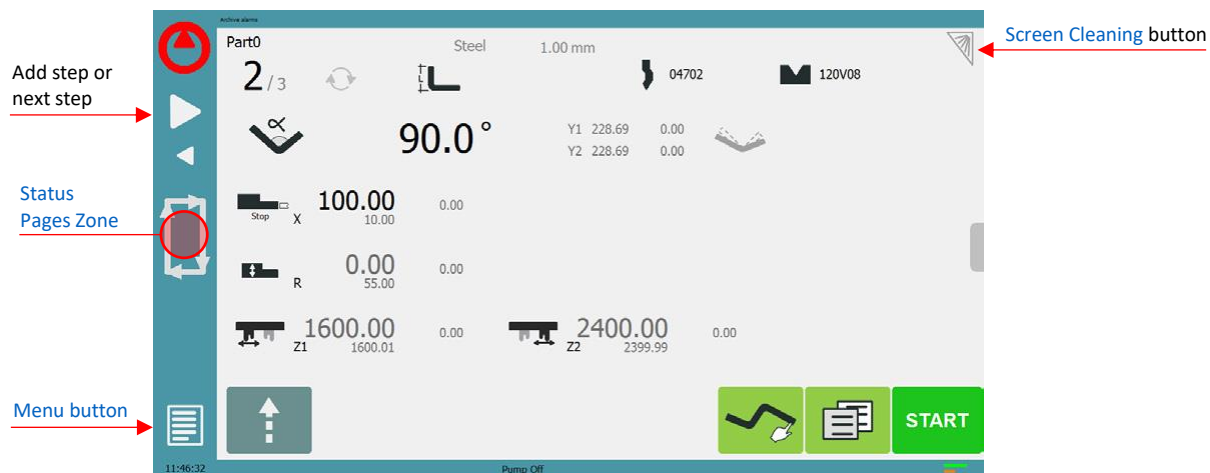 Archive alarms
Part0 Steel 1.00 mm
Screen Cleaning button
2/3 04702 120V08
Add step or
next step
α 90.0° Y1 228.69 0.00
Y2 228.69 0.00
Status
Pages Zone
Stop X 100.00 0.00
10.00
R 0.00 0.00
55.00
Z1 1600.00 0.00 Z2 2400.00 0.00
1600.01 2399.99
Menu button
START
11:46:32 Pump Off